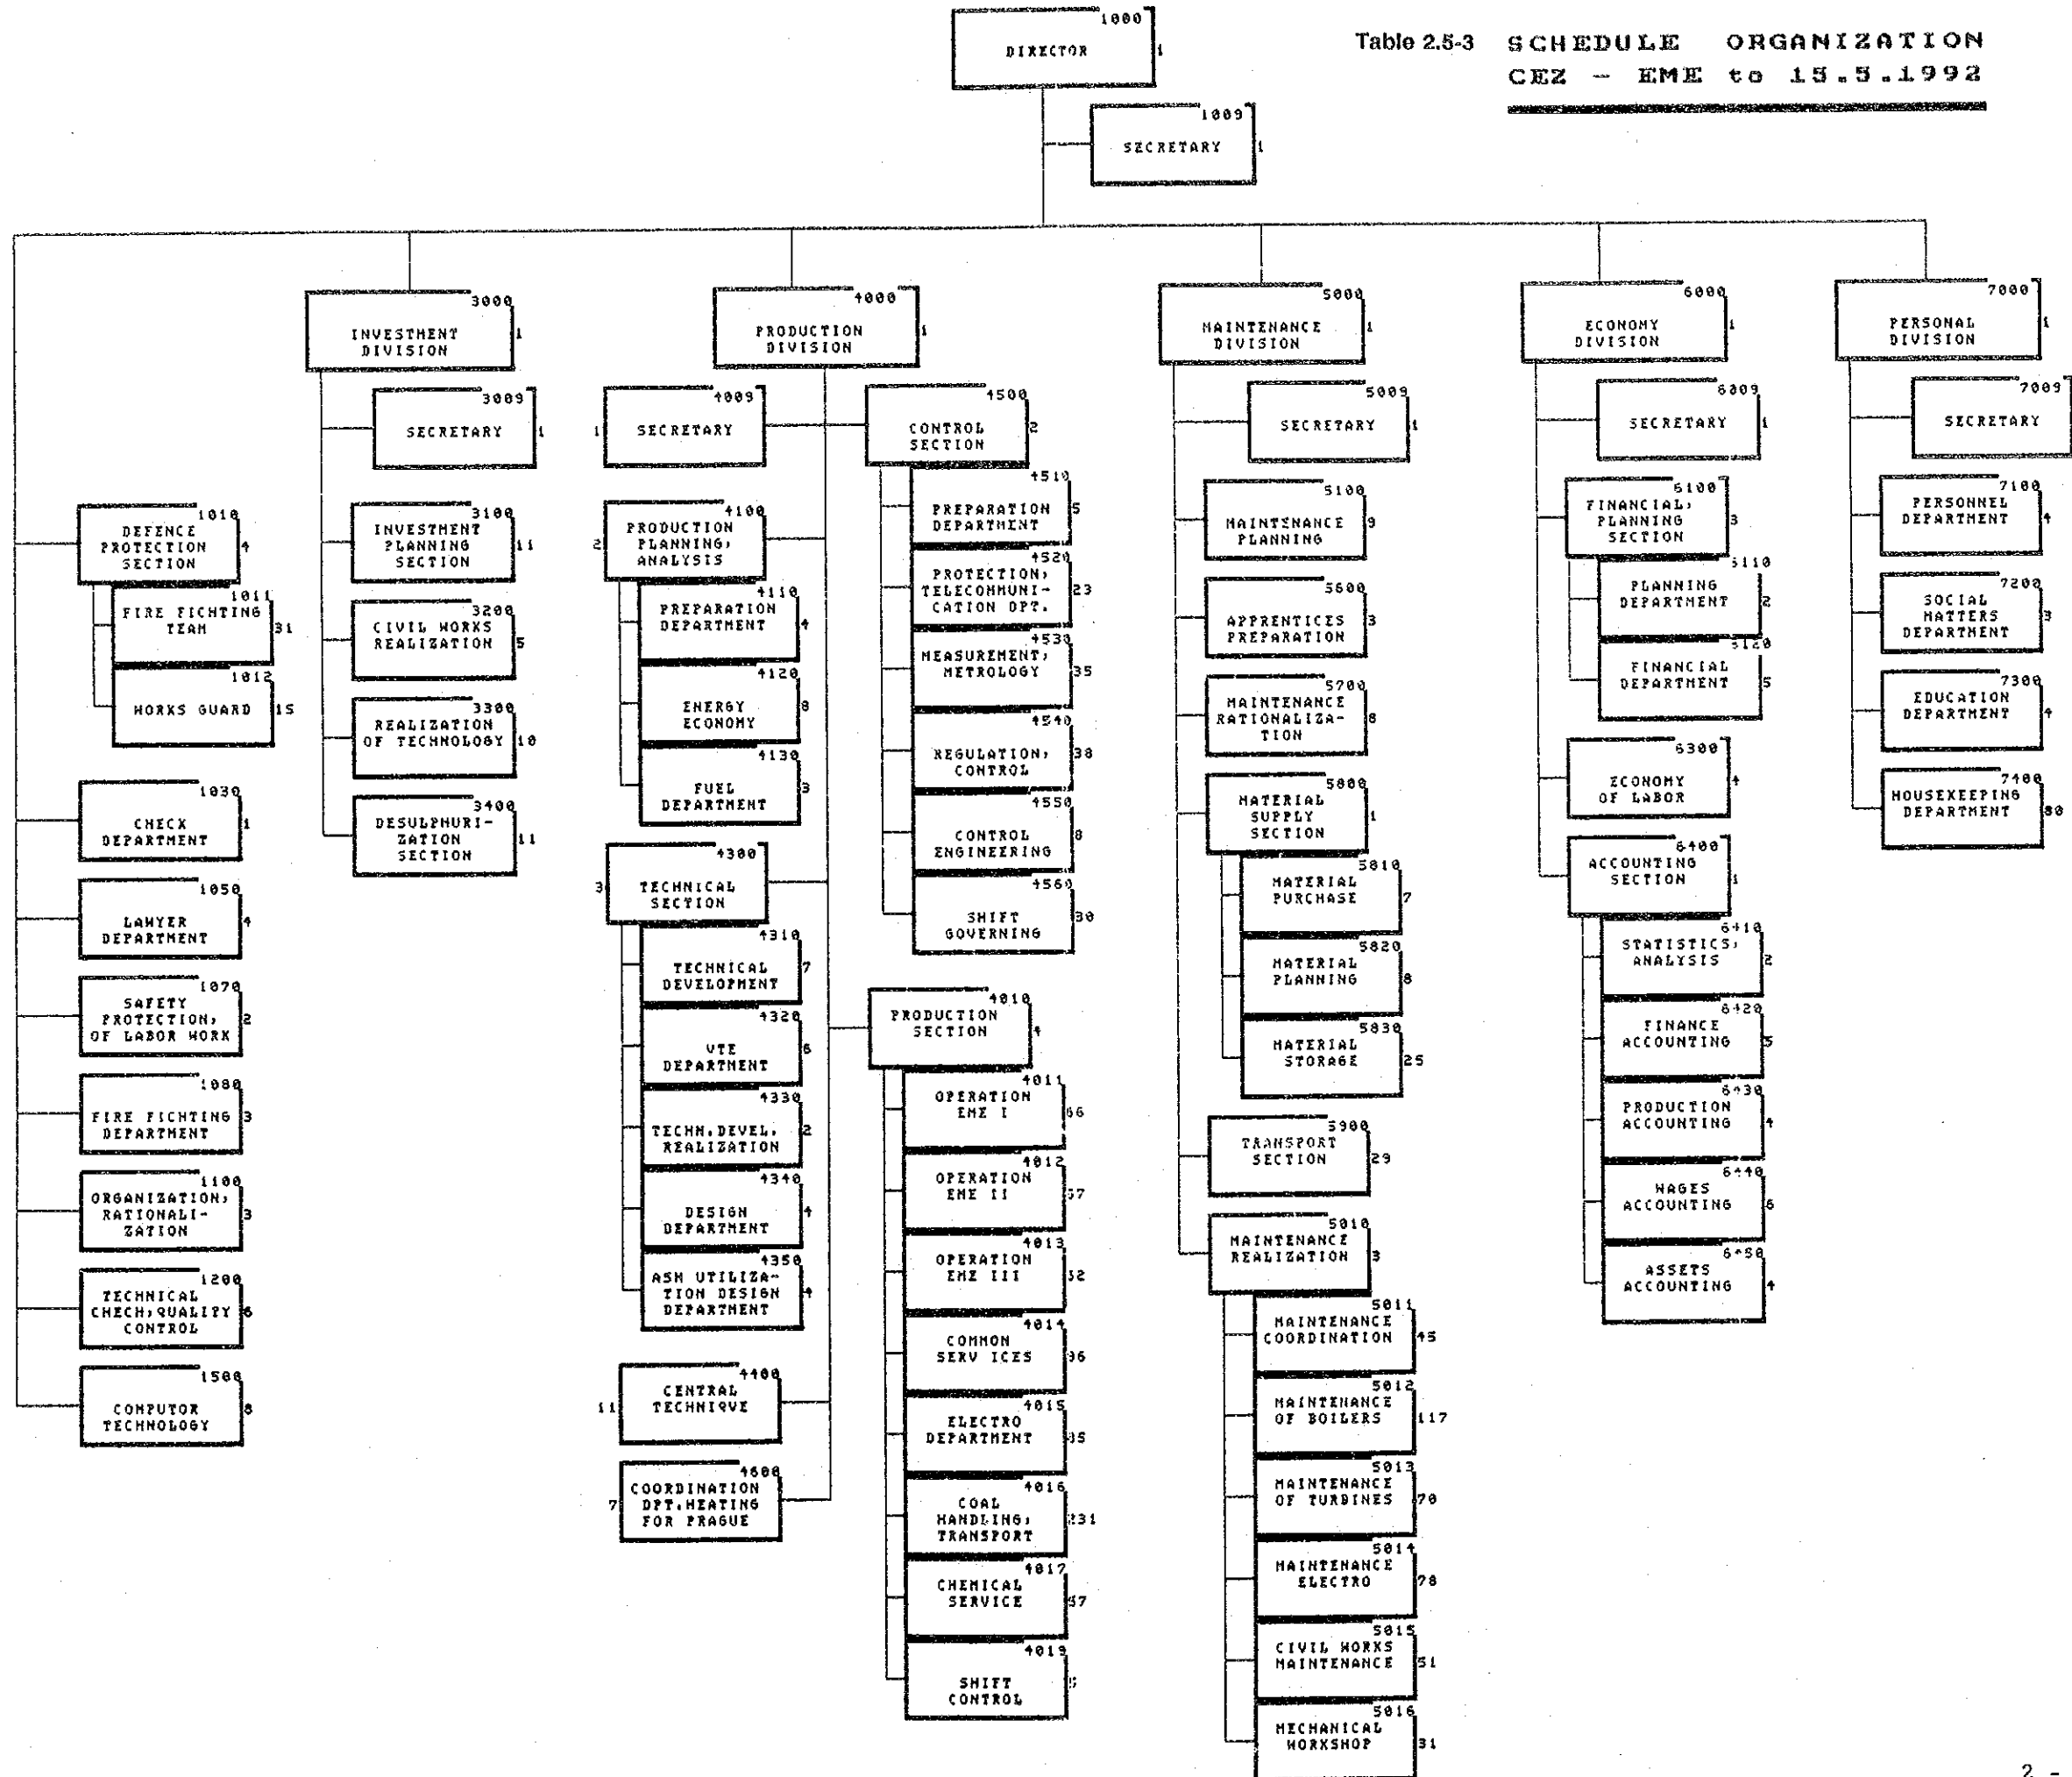 Table 2.5-3 SCHEDULE ORGANIZATION
CEZ - EME to 15.5.1992
1000
DIRECTOR 1
1009
SECRETARY 1
1010
DEFENCE
PROTECTION 4
SECTION
1011
FIRE FICHTING
TEAM 31
1012
WORKS GUARD 15
1030
CHECK 1
DEPARTMENT
1050
LAWYER 4
DEPARTMENT
1070
SAFETY
PROTECTION, 2
OF LABOR WORK
1080
FIRE FICHTING 3
DEPARTMENT
1100
ORGANIZATION,
RATIONALI- 3
ZATION
1200
TECHNICAL
CHECH,QUALITY 6
CONTROL
1500
COMPUTOR 8
TECHNOLOGY
3000
INVESTMENT 1
DIVISION
3009
SECRETARY 1
3100
INVESTMENT
PLANNING 11
SECTION
3200
CIVIL WORKS
REALIZATION 5
3300
REALIZATION
OF TECHNOLOGY 10
3400
DESULPHURI-
ZATION 11
SECTION
4000
PRODUCTION 1
DIVISION
4009
1 SECRETARY
4100
PRODUCTION
2 PLANNING,
ANALYSIS
4110
PREPARATION
DEPARTMENT 4
4120
ENERGY 8
ECONOMY
4130
FUEL 3
DEPARTMENT
4300
3 TECHNICAL
SECTION
4310
TECHNICAL 7
DEVELOPMENT
4320
VTE 6
DEPARTMENT
4330
TECHN.DEVEL. 2
REALIZATION
4340
DESIGN 4
DEPARTMENT
4350
ASH UTILIZA-
TION DESIGN 4
DEPARTMENT
4400
CENTRAL
11 TECHNIQUE
4600
COORDINATION
7 DPT.HEATING
FOR PRAGUE
4500
CONTROL 2
SECTION
4510
PREPARATION 5
DEPARTMENT
4520
PROTECTION,
TELECOMMUNI- 23
CATION DPT.
4530
MEASUREMENT,
METROLOGY 35
4540
REGULATION, 38
CONTROL
4550
CONTROL 8
ENGINEERING
4560
SHIFT 30
GOVERNING
4010
PRODUCTION
SECTION 4
4011
OPERATION
EME I 66
4012
OPERATION
EME II
4013
OPERATION
EME III
4014
COMMON
SERV ICES
4015
ELECTRO
DEPARTMENT
4016
COAL
HANDLING, 231
TRANSPORT
4017
CHEMICAL
SERVICE
4019
SHIFT
CONTROL
5000
MAINTENANCE 1
DIVISION
5009
SECRETARY 1
5100
MAINTENANCE 9
PLANNING
5600
APPRENTICES 3
PREPARATION
5700
MAINTENANCE
RATIONALIZA- 8
TION
5800
MATERIAL
SUPPLY 1
SECTION
5810
MATERIAL
PURCHASE 7
5820
MATERIAL
PLANNING 8
5830
MATERIAL
STORAGE 25
5900
TRANSPORT
SECTION 29
5010
MAINTENANCE
REALIZATION 3
5011
MAINTENANCE
COORDINATION 45
5012
MAINTENANCE
OF BOILERS 117
5013
MAINTENANCE
OF TURBINES 70
5014
MAINTENANCE
ELECTRO 78
5015
CIVIL WORKS
MAINTENANCE 51
5016
MECHANICAL
WORKSHOP 31
6000
ECONOMY 1
DIVISION
6009
SECRETARY 1
6100
FINANCIAL,
PLANNING 3
SECTION
6110
PLANNING
DEPARTMENT 2
6120
FINANCIAL
DEPARTMENT 5
6300
ECONOMY 4
OF LABOR
6400
ACCOUNTING
SECTION 1
6410
STATISTICS,
ANALYSIS 2
6420
FINANCE
ACCOUNTING 5
6430
PRODUCTION
ACCOUNTING 4
6440
WAGES
ACCOUNTING 6
6450
ASSETS
ACCOUNTING 4
7000
PERSONAL 1
DIVISION
7009
SECRETARY
7100
PERSONNEL
DEPARTMENT 4
7200
SOCIAL
MATTERS 3
DEPARTMENT
7300
EDUCATION
DEPARTMENT 4
7400
HOUSEKEEPING
DEPARTMENT 80
2 -